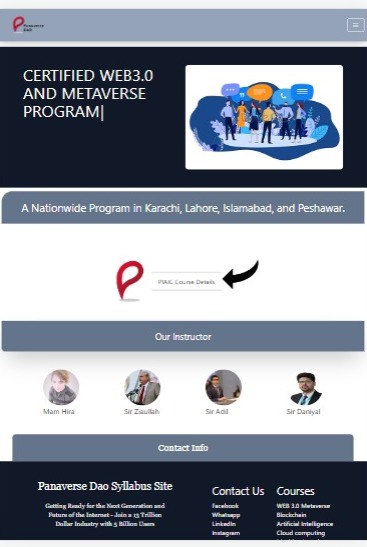 Panaverse
DAO
CERTIFIED WEB3.0
AND METAVERSE
PROGRAM|
A Nationwide Program in Karachi, Lahore, Islamabad, and Peshawar.
PIAIC Course Details
Our Instructor
Mam Hira
Sir Ziaullah
Sir Adil
Sir Daniyal
Contact Info
Panaverse Dao Syllabus Site
Getting Ready for the Next Generation and
Future of the Internet - Join a 15 Trillion
Dollar Industry with 5 Billion Users
Contact Us
Facebook
Whatsapp
LinkedIn
Instagram
Courses
WEB 3.0 Metaverse
Blockchain
Artificial Intelligence
Cloud computing